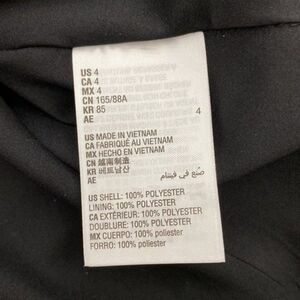 US 4
CA 4
MX 4
CN 165/88A
KR 85
AE 4
US MADE IN VIETNAM
CA FABRIQUÉ AU VIETNAM
MX HECHO EN VIETNAM
CN 越南制造
KR 베트남산
AE صنع في فيتنام
US SHELL: 100% POLYESTER
LINING: 100% POLYESTER
CA EXTÉRIEUR: 100% POLYESTER
DOUBLURE: 100% POLYESTER
MX CUERPO: 100% poliester
FORRO: 100% poliester